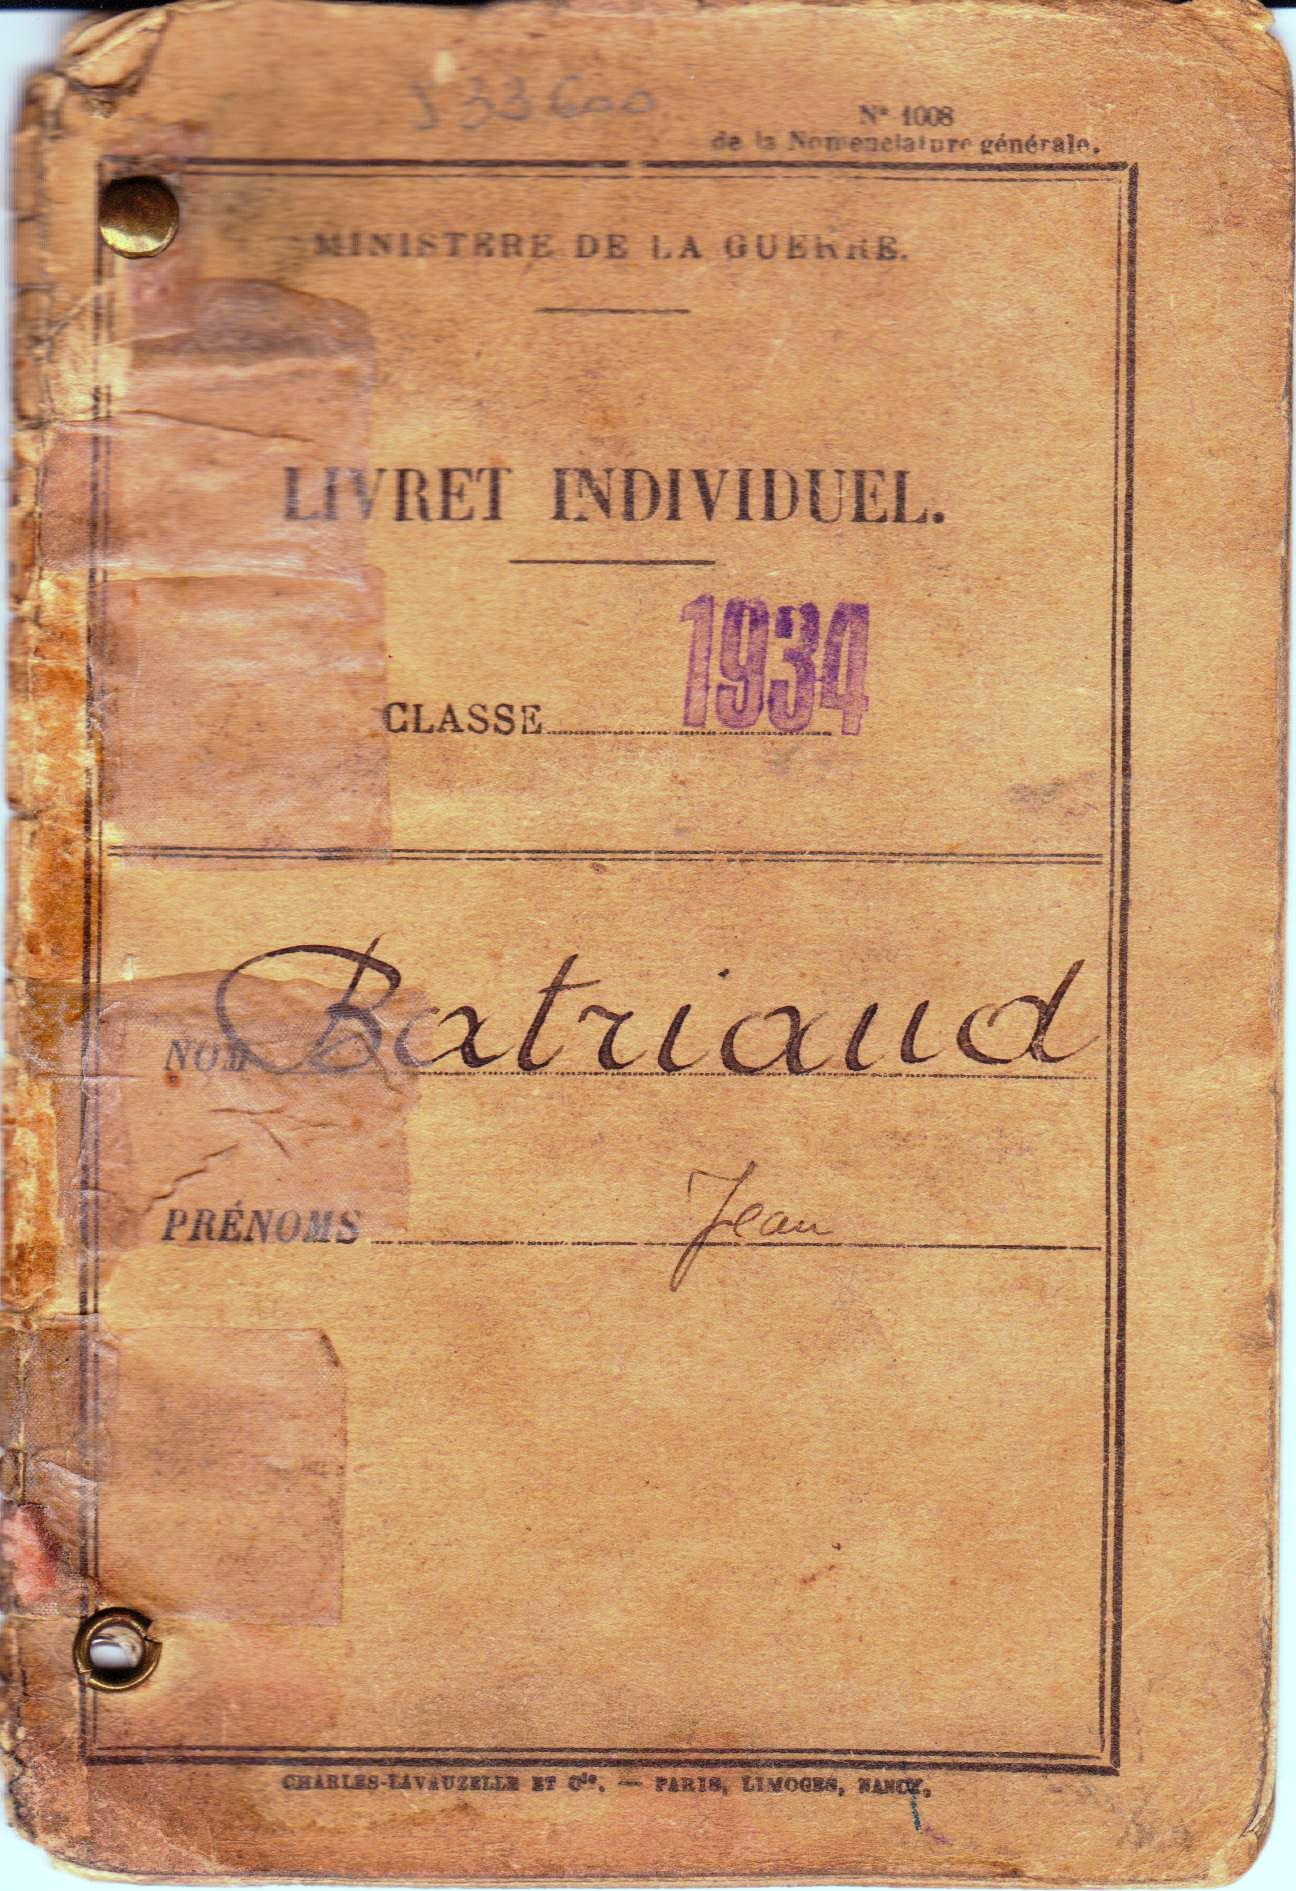 J 33600
N° 1008
de la Nomenclature générale.
MINISTÈRE DE LA GUERRE.
LIVRET INDIVIDUEL.
CLASSE 1934
NOM Batriaud
PRÉNOMS Jean
CHARLES-LAVAUZELLE ET Cie. — PARIS, LIMOGES, NANCY.